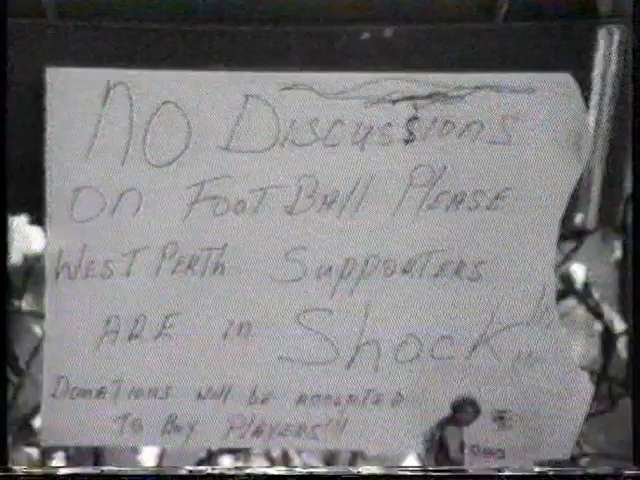 NO DISCUSSIONS
ON FOOTBALL PLEASE
WEST PERTH SUPPORTERS
ARE in Shock
DONATIONS will be accepted
To Buy PLAYERS!!!